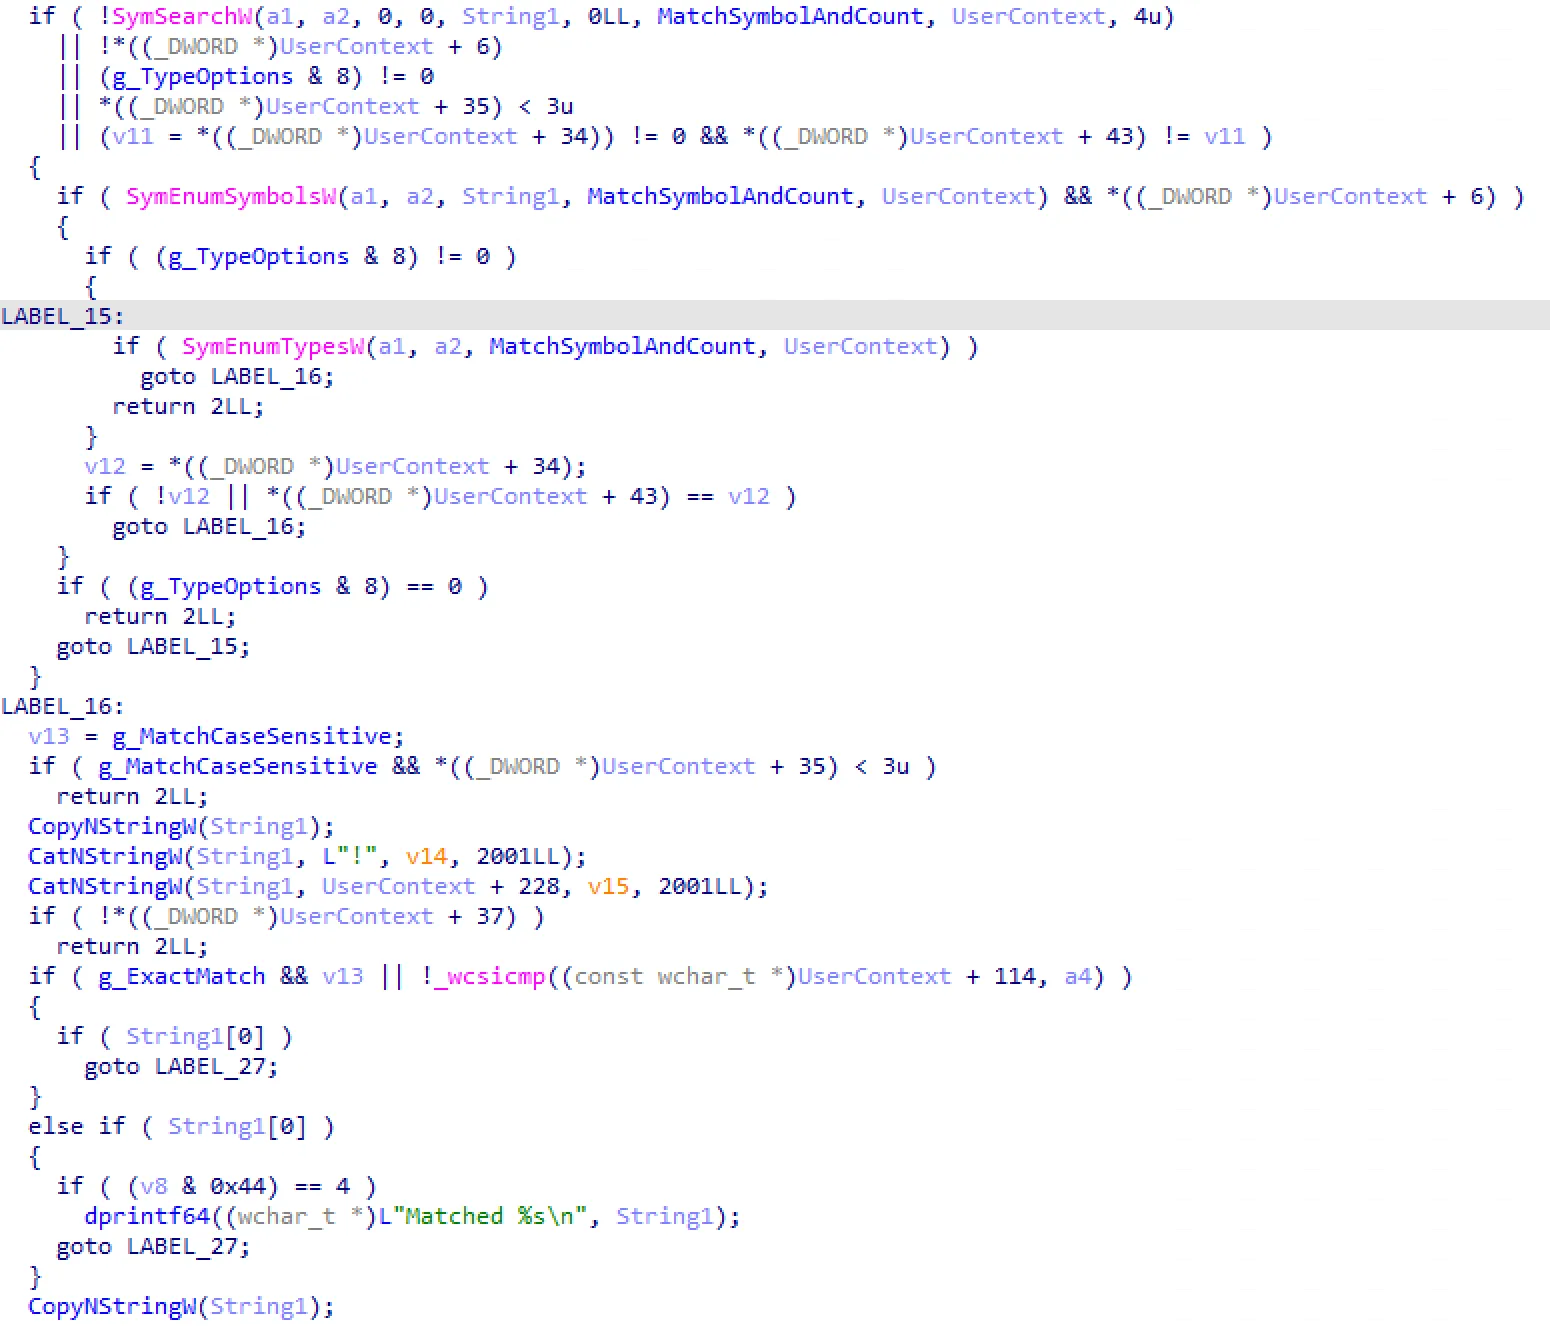 if ( !SymSearchW(a1, a2, 0, 0, String1, 0LL, MatchSymbolAndCount, UserContext, 4u)
|| !*((_DWORD *)UserContext + 6)
|| (g_TypeOptions & 8) != 0
|| *((_DWORD *)UserContext + 35) < 3u
|| (v11 = *((_DWORD *)UserContext + 34)) != 0 && *((_DWORD *)UserContext + 43) != v11 )
{
if ( SymEnumSymbolsW(a1, a2, String1, MatchSymbolAndCount, UserContext) && *((_DWORD *)UserContext + 6) )
{
if ( (g_TypeOptions & 8) != 0 )
{
LABEL_15:
if ( SymEnumTypesW(a1, a2, MatchSymbolAndCount, UserContext) )
goto LABEL_16;
return 2LL;
}
v12 = *((_DWORD *)UserContext + 34);
if ( !v12 || *((_DWORD *)UserContext + 43) == v12 )
goto LABEL_16;
}
if ( (g_TypeOptions & 8) == 0 )
return 2LL;
goto LABEL_15;
}
LABEL_16:
v13 = g_MatchCaseSensitive;
if ( g_MatchCaseSensitive && *((_DWORD *)UserContext + 35) < 3u )
return 2LL;
CopyNStringW(String1);
CatNStringW(String1, L"!", v14, 2001LL);
CatNStringW(String1, UserContext + 228, v15, 2001LL);
if ( !*((_DWORD *)UserContext + 37) )
return 2LL;
if ( g_ExactMatch && v13 || !_wcsicmp((const wchar_t *)UserContext + 114, a4) )
{
if ( String1[0] )
goto LABEL_27;
}
else if ( String1[0] )
{
if ( (v8 & 0x44) == 4 )
dprintf64((wchar_t *)L"Matched %s\n", String1);
goto LABEL_27;
}
CopyNStringW(String1);